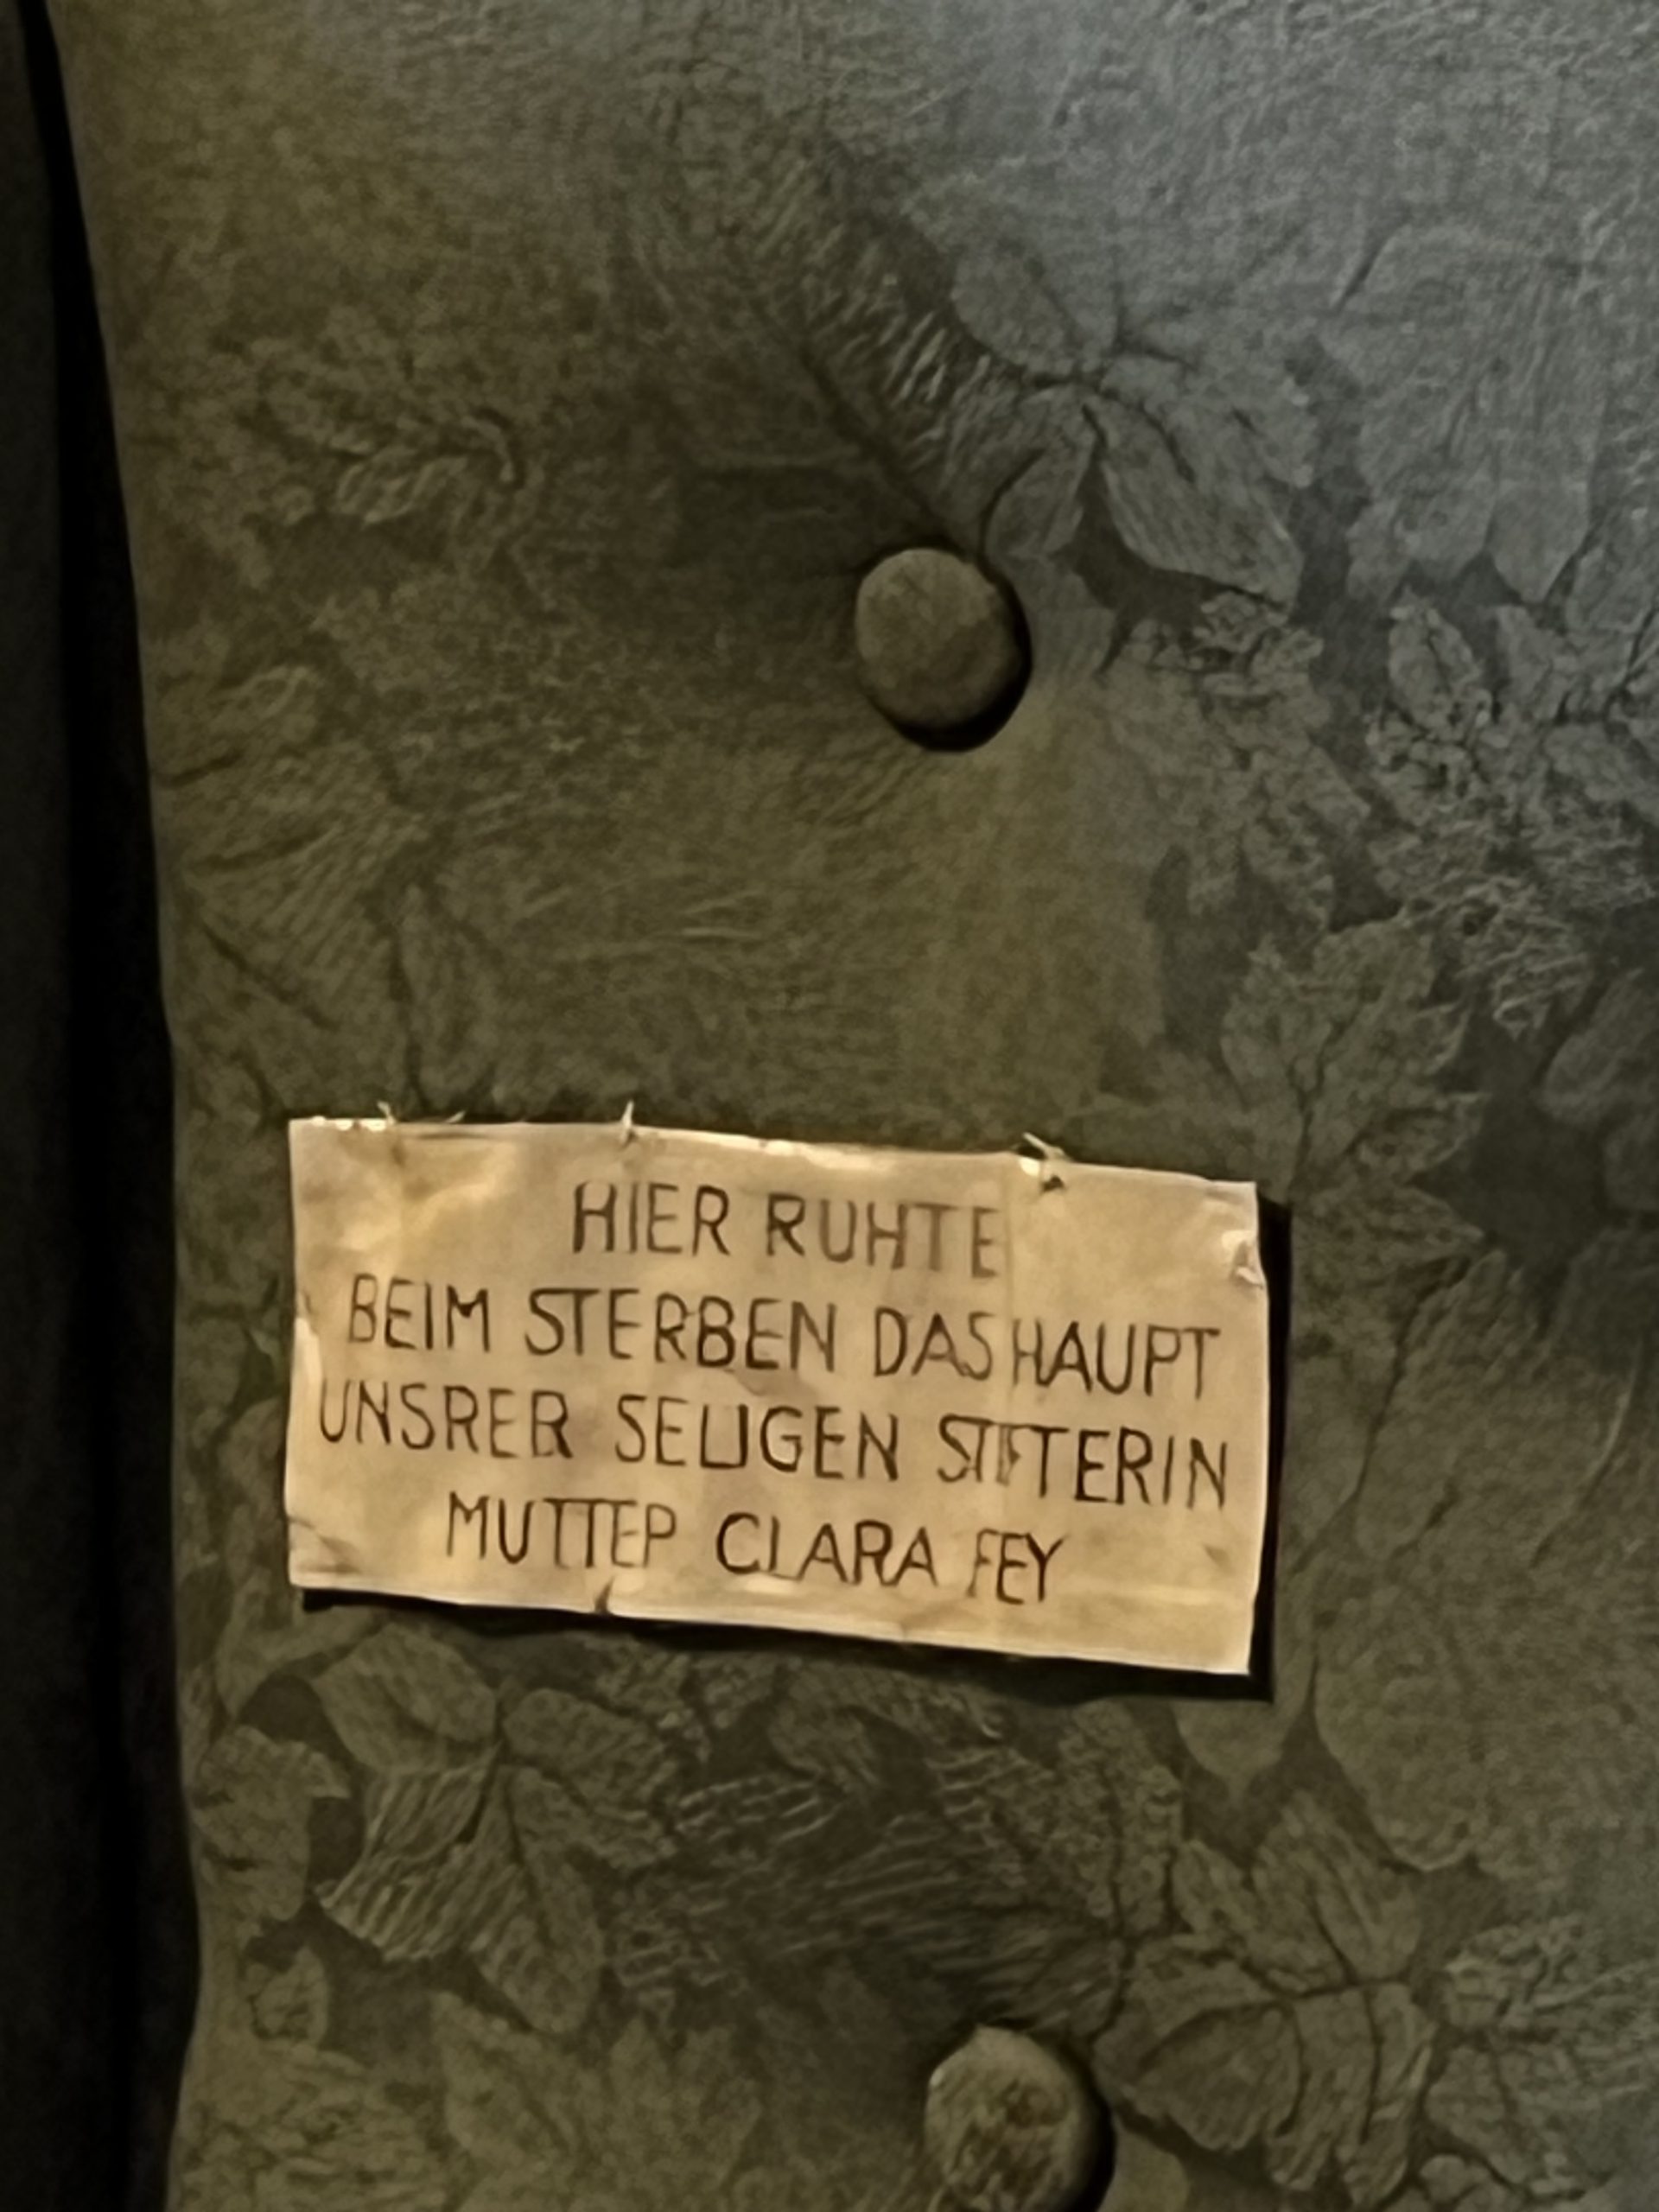 HIER RUHTE
BEIM STERBEN DAS HAUPT
UNSRER SELIGEN STIFTERIN
MUTTER CLARA FEY